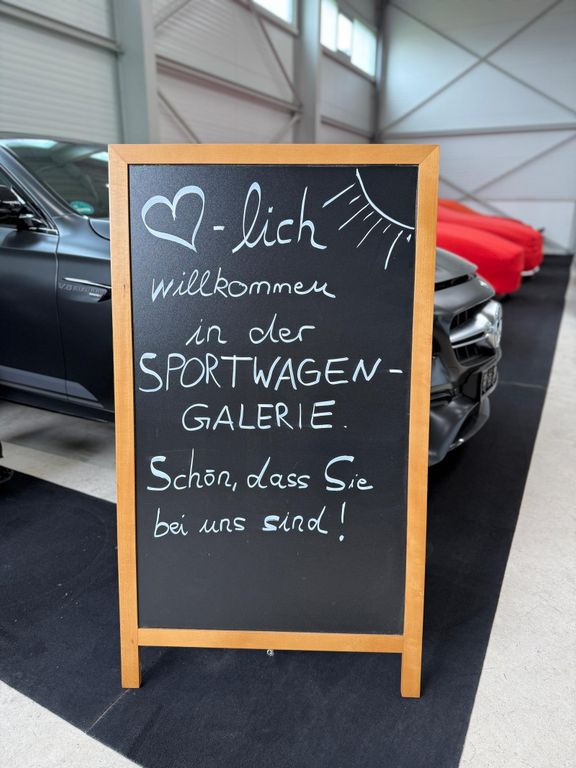 ♡-lich
willkommen
in der
SPORTWAGEN-
GALERIE.
Schön, dass Sie
bei uns sind!